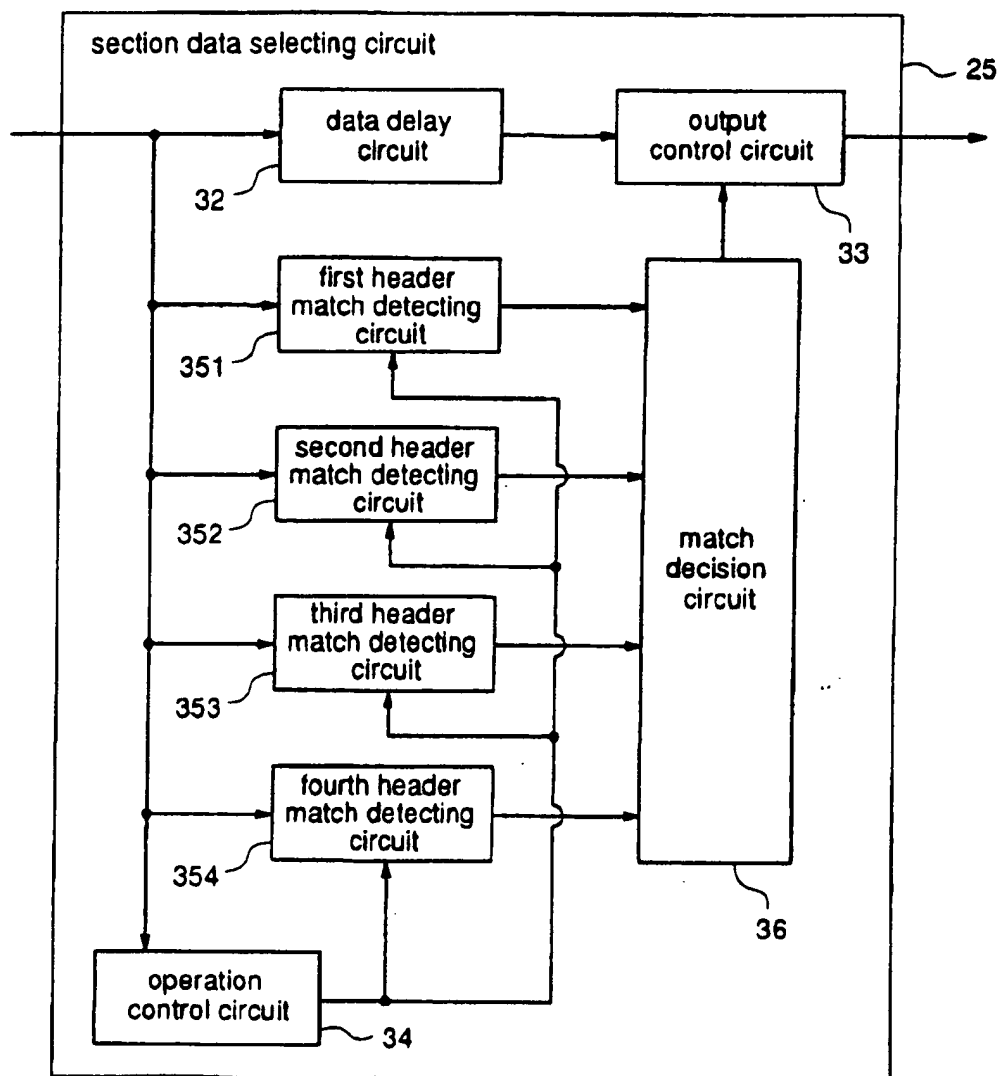 section data selecting circuit
25
data delay
circuit
32
output
control circuit
33
first header
match detecting
circuit
351
second header
match detecting
circuit
352
third header
match detecting
circuit
353
fourth header
match detecting
circuit
354
match
decision
circuit
36
operation
control circuit
34